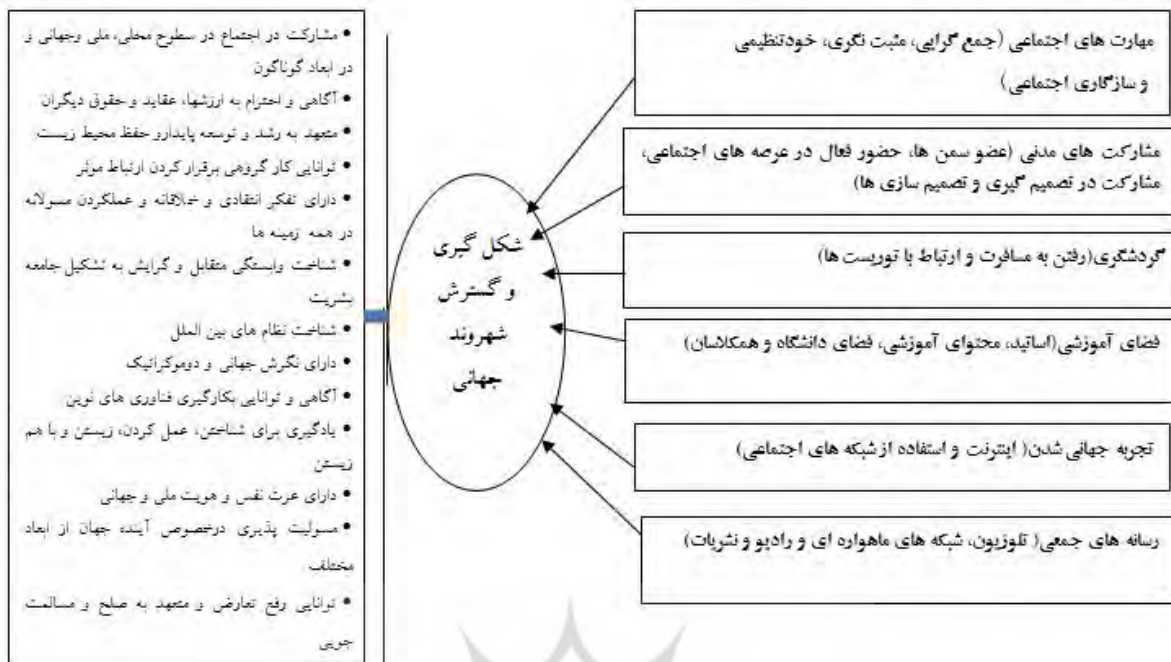 مهارت های اجتماعی (جمع گرایی، مثبت نگری، خودتنظیمی
و سازگاری اجتماعی)
مشارکت های مدنی (عضو سمن ها، حضور فعال در عرصه های اجتماعی،
مشارکت در تصمیم گیری و تصمیم سازی ها)
گردشگری(رفتن به مسافرت و ارتباط با توریست ها)
فضای آموزشی(اساتید، محتوای آموزشی، فضای دانشگاه و همکلاسان)
تجربه جهانی شدن( اینترنت و استفاده از شبکه های اجتماعی)
رسانه های جمعی( تلوزیون، شبکه های ماهواره ای و رادیو و نشریات)
شکل گیری
و گسترش
شهروند
جهانی
• مشارکت در اجتماع در سطوح محلی، ملی وجهانی و
در ابعاد گوناگون
• آگاهی و احترام به ارزشها، عقاید و حقوق دیگران
• متعهد به رشد و توسعه پایدارو حفظ محیط زیست
• توانایی کار گروهی برقرار کردن ارتباط موثر
• دارای تفکر انتقادی و خلاقانه و عملکردن مسولانه
در همه زمینه ها
• شناخت وابستگی متقابل و گرایش به تشکیل جامعه
بشریت
• شناخت نظام های بین الملل
• دارای نگرش جهانی و دوموکراتیک
• آگاهی و توانایی بکارگیری فناوری های نوین
• یادگیری برای شناختن، عمل کردن، زیستن و با هم
زیستن
• دارای عزت نفس و هویت ملی و جهانی
• مسولیت پذیری درخصوص آینده جهان از ابعاد
مختلف
• توانایی رفع تعارض و متعهد به صلح و مسالمت
جویی